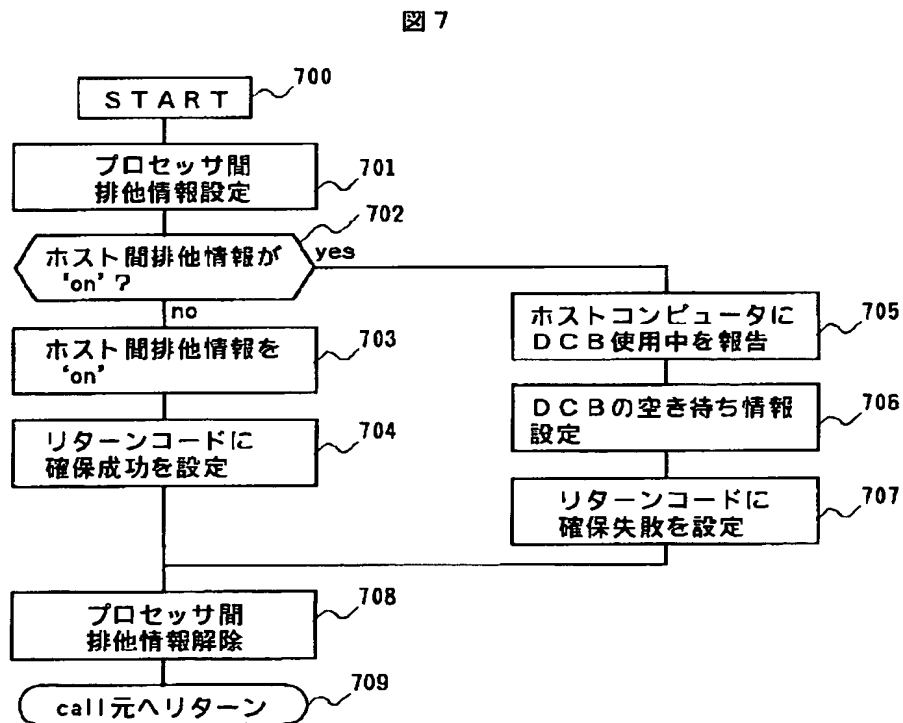 図7
START
700
プロセッサ間
排他情報設定
701
ホスト間排他情報が
'on'?
702
yes
no
ホスト間排他情報を
'on'
703
リターンコードに
確保成功を設定
704
ホストコンピュータに
DCB使用中を報告
705
DCBの空き待ち情報
設定
706
リターンコードに
確保失敗を設定
707
プロセッサ間
排他情報解除
708
call元へリターン
709